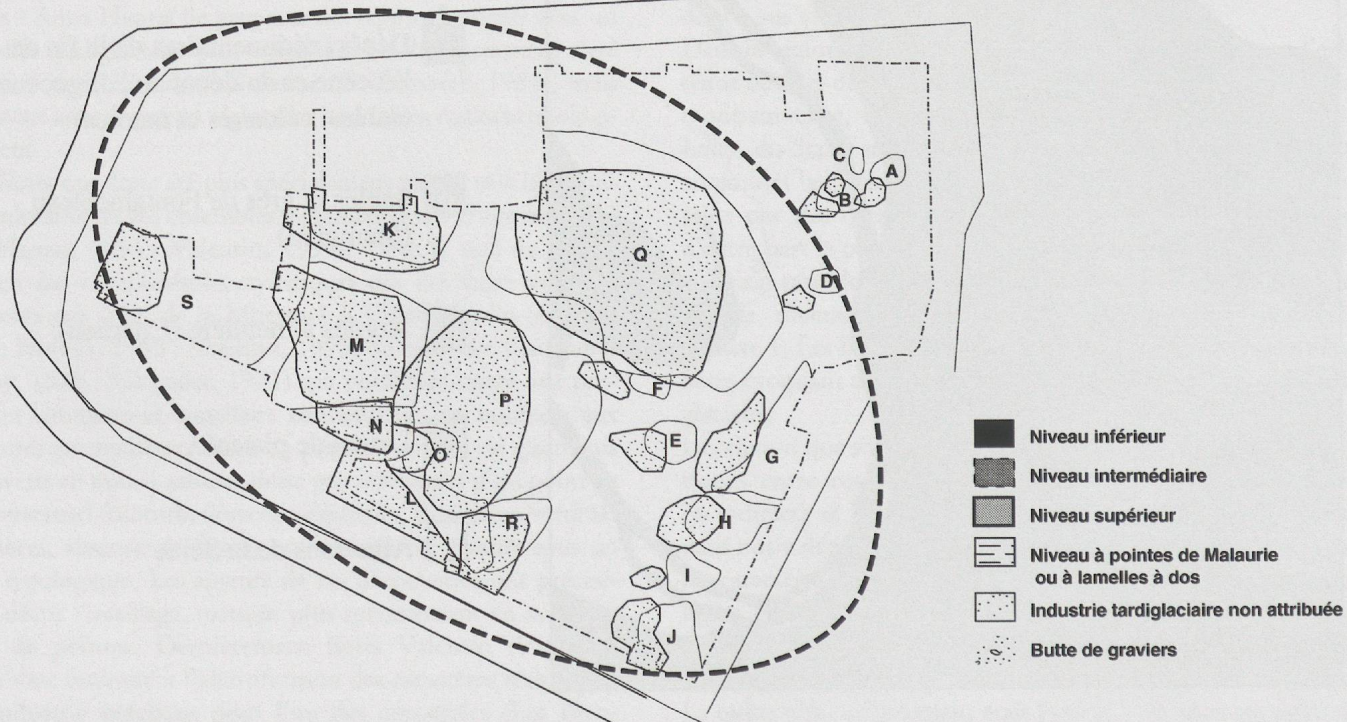 C
A
B
K
Q
D
S
M
F
P
N
E
O
G
L
R
H
I
J
Niveau inférieur
Niveau intermédiaire
Niveau supérieur
Niveau à pointes de Malaurie
ou à lamelles à dos
Industrie tardiglaciaire non attribuée
Butte de graviers